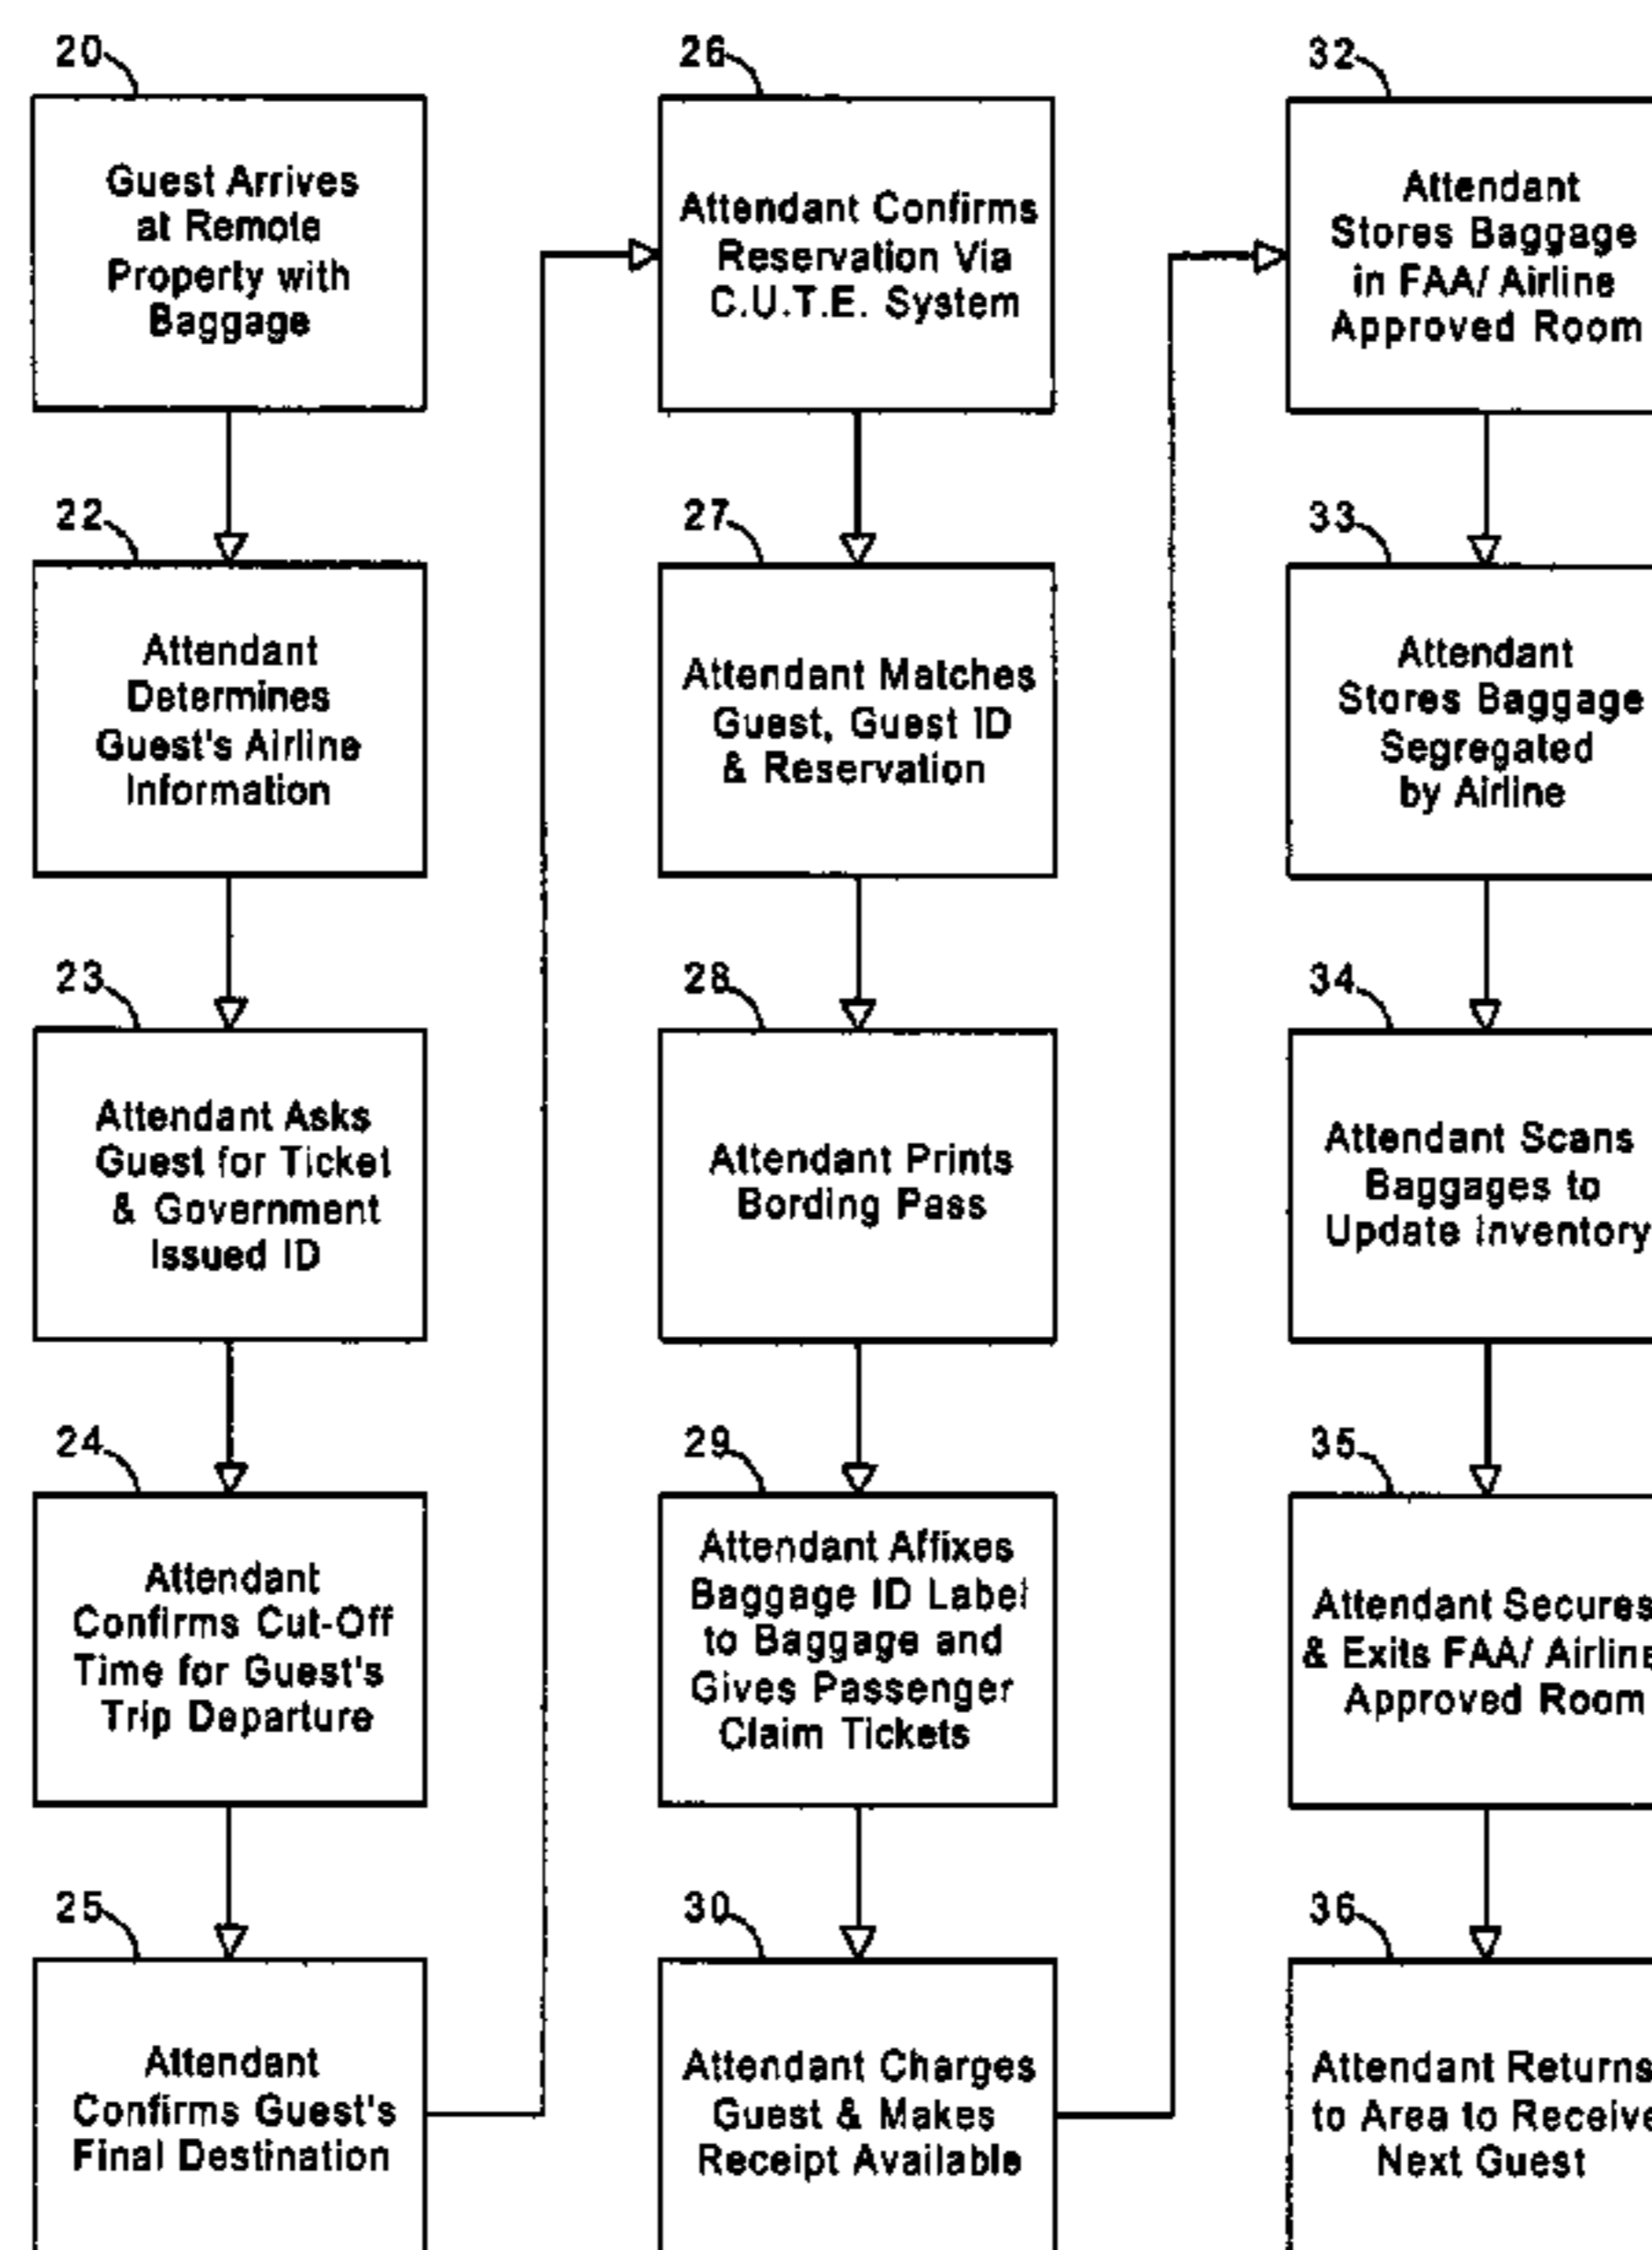 20
Guest Arrives
at Remote
Property with
Baggage
22
Attendant
Determines
Guest's Airline
Information
23
Attendant Asks
Guest for Ticket
& Government
Issued ID
24
Attendant
Confirms Cut-Off
Time for Guest's
Trip Departure
25
Attendant
Confirms Guest's
Final Destination
26
Attendant Confirms
Reservation Via
C.U.T.E. System
27
Attendant Matches
Guest, Guest ID
& Reservation
28
Attendant Prints
Bording Pass
29
Attendant Affixes
Baggage ID Label
to Baggage and
Gives Passenger
Claim Tickets
30
Attendant Charges
Guest & Makes
Receipt Available
32
Attendant
Stores Baggage
in FAA/ Airline
Approved Room
33
Attendant
Stores Baggage
Segregated
by Airline
34
Attendant Scans
Baggages to
Update Inventory
35
Attendant Secures
& Exits FAA/ Airline
Approved Room
36
Attendant Returns
to Area to Receive
Next Guest